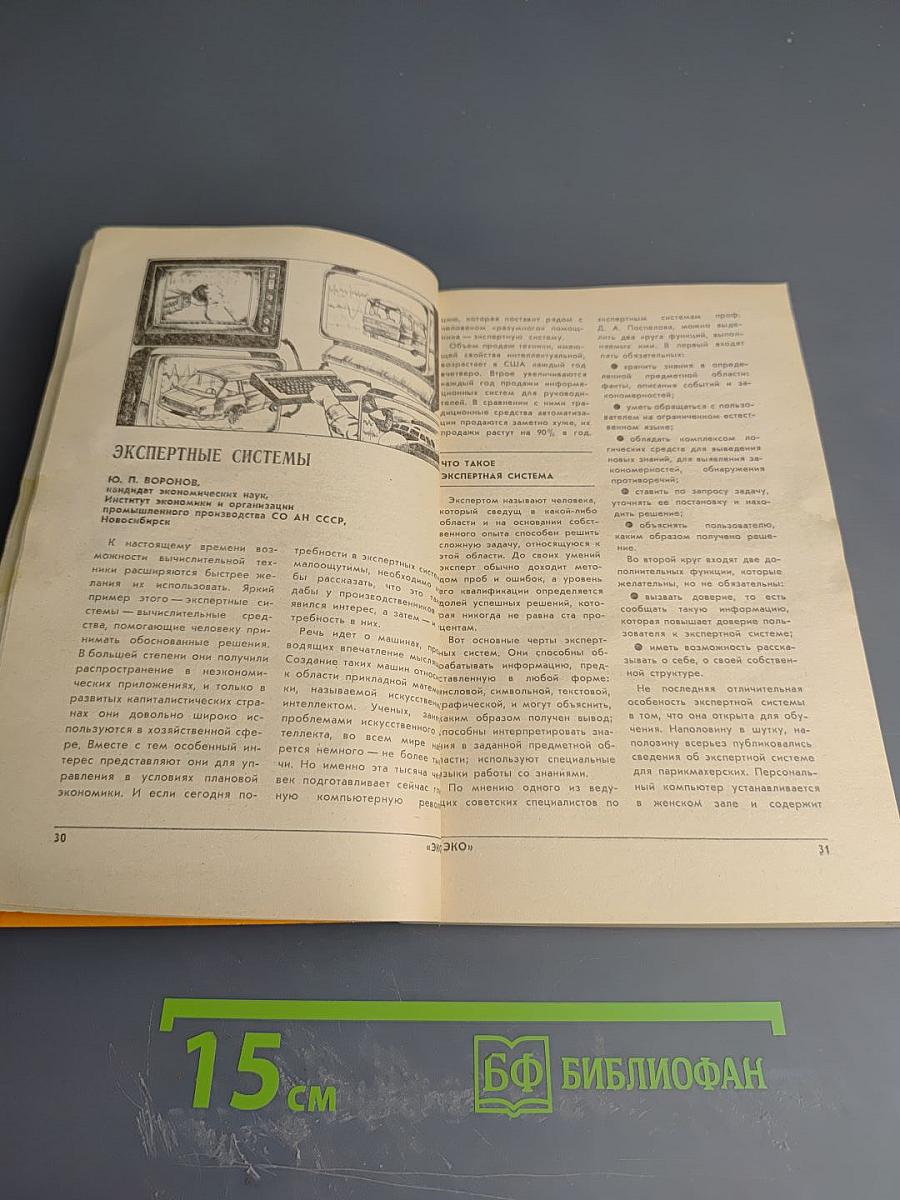 ЭКСПЕРТНЫЕ СИСТЕМЫ
Ю. П. ВОРОНОВ,
кандидат экономических наук,
Институт экономики и организации
промышленного производства СО АН СССР,
Новосибирск
К настоящему времени воз-
можности вычислительной тех-
ники расширяются быстрее же-
лания их использовать. Яркий
пример этого — экспертные си-
стемы — вычислительные сред-
ства, помогающие человеку при-
нимать обоснованные решения.
В большей степени они получили
распространение в неэкономи-
ческих приложениях, и только в
развитых капиталистических стра-
нах они довольно широко ис-
пользуются в хозяйственной сфе-
ре. Вместе с тем особенный ин-
терес представляют они для уп-
равления в условиях плановой
экономики. И если сегодня по-
требности в экспертных систе
малоощутимы, необходимо
бы рассказать, что это
дабы у производственников
явился интерес, а затем —
требность в них.
Речь идет о машинах,
водящих впечатление
Создание таких машин
к области прикладной
ки, называемой
интеллектом. Ученых,
проблемами искусственного
теллекта, во всем мире
рется немного — не более
чи. Но именно эта тысяча
век подготавливает сейчас
ную компьютерную
30
цию, которая поставит рядом с
человеком «разумного» помощ-
ника — экспертную систему.
Объем продаж техники, имею-
щей свойства интеллектуальной,
возрастает в США каждый год
вчетверо. Втрое увеличиваются
каждый год продажи информа-
ционных систем для руководи-
телей. В сравнении с ними тра-
диционные средства автоматиза-
ции продаются заметно хуже, их
продажи растут на 90% в год.
ЧТО ТАКОЕ
ЭКСПЕРТНАЯ СИСТЕМА
Экспертом называют человека,
который сведущ в какой-либо
области и на основании собст-
венного опыта способен решить
сложную задачу, относящуюся к
этой области. До своих умений
эксперт обычно доходит мето-
дом проб и ошибок, а уровень
его квалификации определяется
долей успешных решений, кото-
рая никогда не равна ста про-
центам.
Вот основные черты эксперт-
ных систем. Они способны об-
рабатывать информацию, пред-
ставленную в любой форме:
числовой, символьной, текстовой,
графической, и могут объяснить,
каким образом получен вывод;
способны интерпретировать зна-
ния в заданной предметной об-
ласти; используют специальные
языки работы со знаниями.
По мнению одного из веду-
щих советских специалистов по
экспертным системам проф.
Д. А. Поспелова, можно выде-
лить два круга функций, выпол-
няемых ими. В первый входят
пять обязательных:
● хранить знания в опреде-
ленной предметной области:
факты, описания событий и за-
кономерностей;
● уметь обращаться с пользо-
вателем на ограниченном естест-
венном языке;
● обладать комплексом ло-
гических средств для выведения
новых знаний, для выявления за-
кономерностей, обнаружения
противоречий;
● ставить по запросу задачу,
уточнять ее постановку и нахо-
дить решение;
● объяснять пользователю,
каким образом получено реше-
ние.
Во второй круг входят две до-
полнительных функции, которые
желательны, но не обязательны:
● вызвать доверие, то есть
сообщать такую информацию,
которая повышает доверие поль-
зователя к экспертной системе;
● иметь возможность расска-
зывать о себе, о своей собствен-
ной структуре.
Не последняя отличительная
особеность экспертной системы
в том, что она открыта для обу-
чения. Наполовину в шутку, на-
половину всерьез публиковались
сведения об экспертной системе
для парикмахерских. Персональ-
ный компьютер устанавливается
в женском зале и содержит
ЭКО»
31
15 см
БФ БИБЛИОФАН